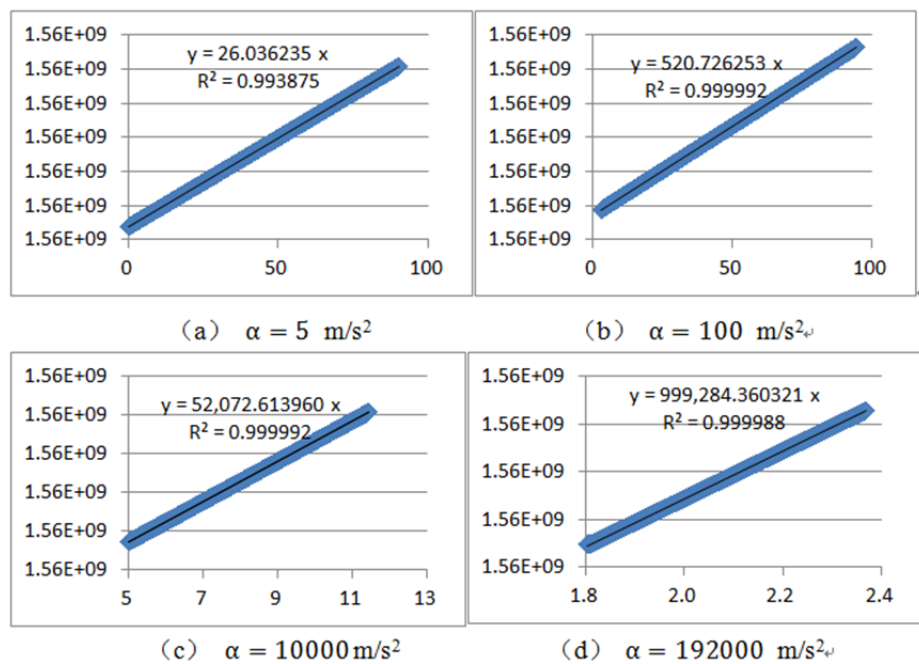 1.56E+09
1.56E+09
1.56E+09
1.56E+09
1.56E+09
1.56E+09
1.56E+09
y = 26.036235 x
R² = 0.993875
0 50 100
(a) α = 5 m/s²
1.56E+09
1.56E+09
1.56E+09
1.56E+09
1.56E+09
1.56E+09
1.56E+09
y = 520.726253 x
R² = 0.999992
0 50 100
(b) α = 100 m/s²
1.56E+09
1.56E+09
1.56E+09
1.56E+09
1.56E+09
1.56E+09
y = 52,072.613960 x
R² = 0.999992
5 7 9 11 13
(c) α = 10000 m/s²
1.56E+09
1.56E+09
1.56E+09
1.56E+09
1.56E+09
y = 999,284.360321 x
R² = 0.999988
1.8 2.0 2.2 2.4
(d) α = 192000 m/s²